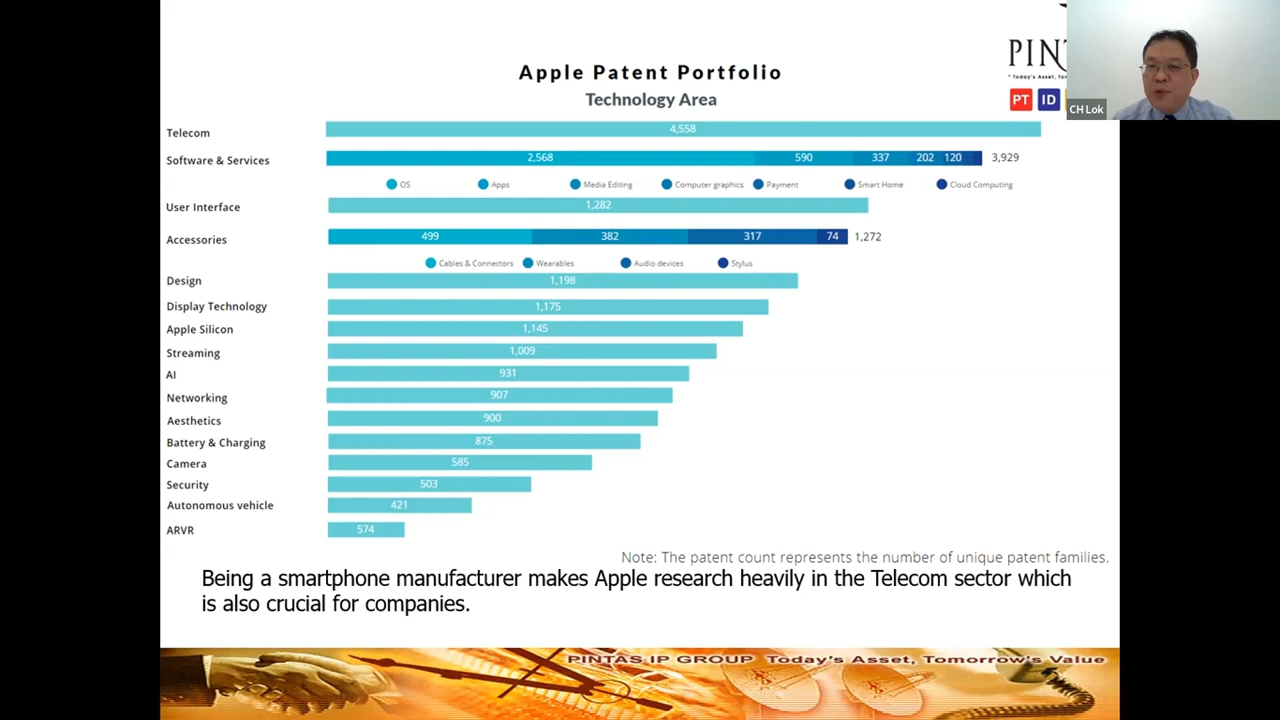 Apple Patent Portfolio
Technology Area
PT ID
CH Lok
Telecom 4,558
Software & Services 2,568 590 337 202 120 3,929
OS Apps Media Editing Computer graphics Payment Smart Home Cloud Computing
User Interface 1,282
Accessories 499 382 317 74 1,272
Cables & Connectors Wearables Audio devices Stylus
Design 1,198
Display Technology 1,175
Apple Silicon 1,145
Streaming 1,009
AI 931
Networking 907
Aesthetics 900
Battery & Charging 875
Camera 585
Security 503
Autonomous vehicle 421
ARVR 574
Note: The patent count represents the number of unique patent families.
Being a smartphone manufacturer makes Apple research heavily in the Telecom sector which
is also crucial for companies.
PINTAS IP GROUP Today's Asset, Tomorrow's Value